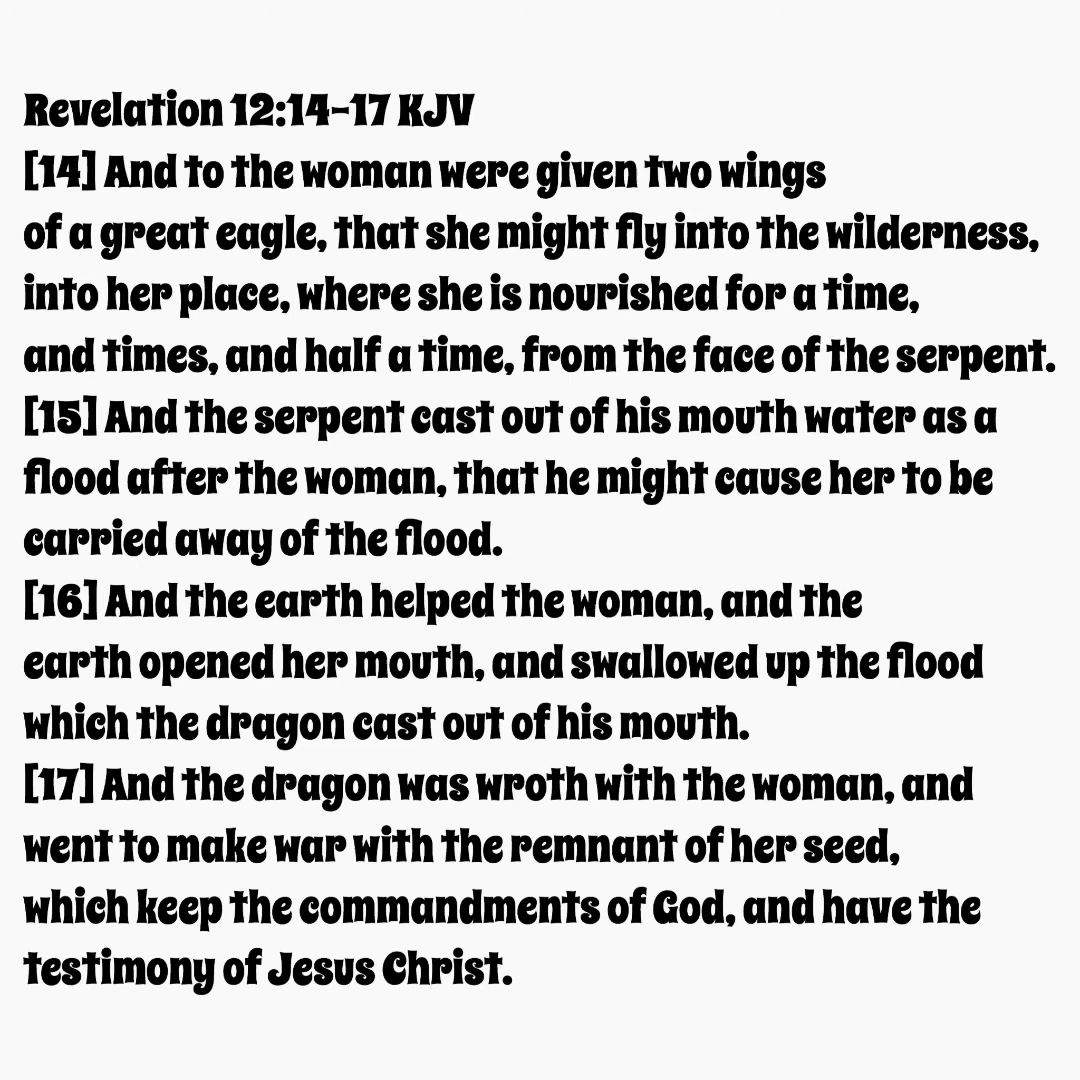 Revelation 12:14-17 KJV
[14] And to the woman were given two wings
of a great eagle, that she might fly into the wilderness,
into her place, where she is nourished for a time,
and times, and half a time, from the face of the serpent.
[15] And the serpent cast out of his mouth water as a
flood after the woman, that he might cause her to be
carried away of the flood.
[16] And the earth helped the woman, and the
earth opened her mouth, and swallowed up the flood
which the dragon cast out of his mouth.
[17] And the dragon was wroth with the woman, and
went to make war with the remnant of her seed,
which keep the commandments of God, and have the
testimony of Jesus Christ.